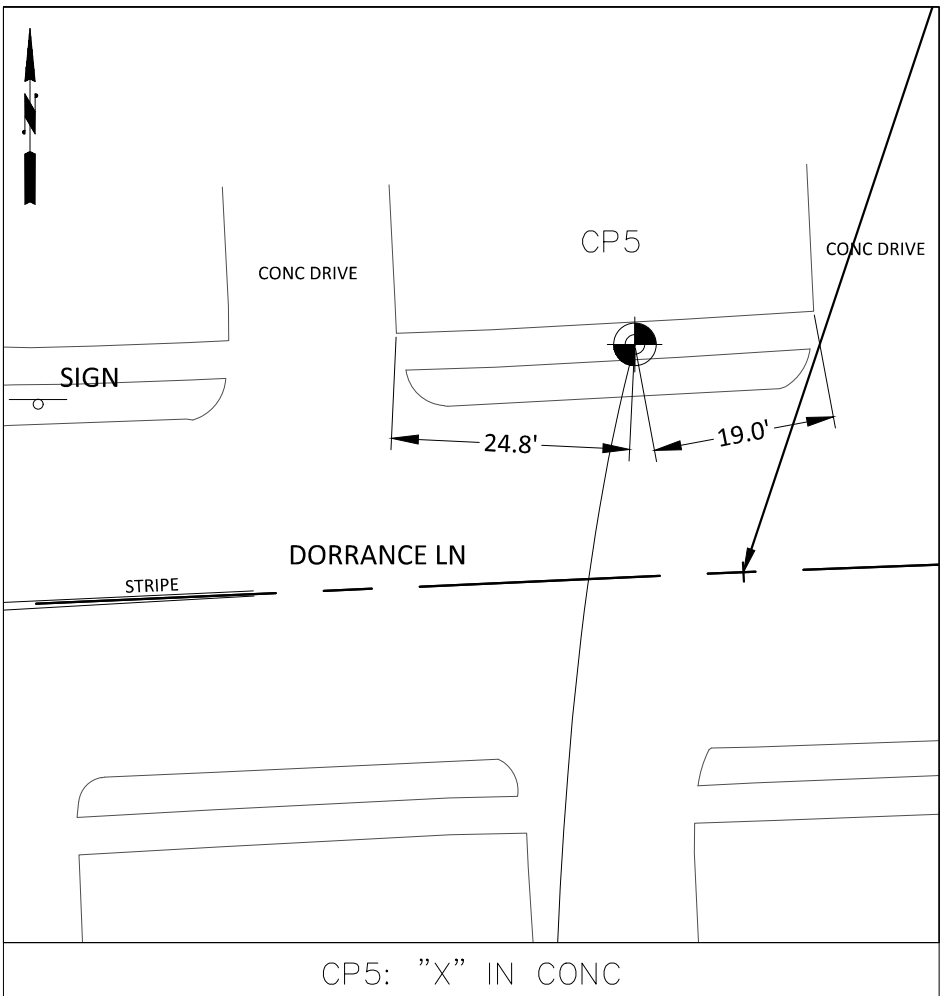 N
CP5
CONC DRIVE
CONC DRIVE
SIGN
24.8'
19.0'
DORRANCE LN
STRIPE
CP5: "X" IN CONC